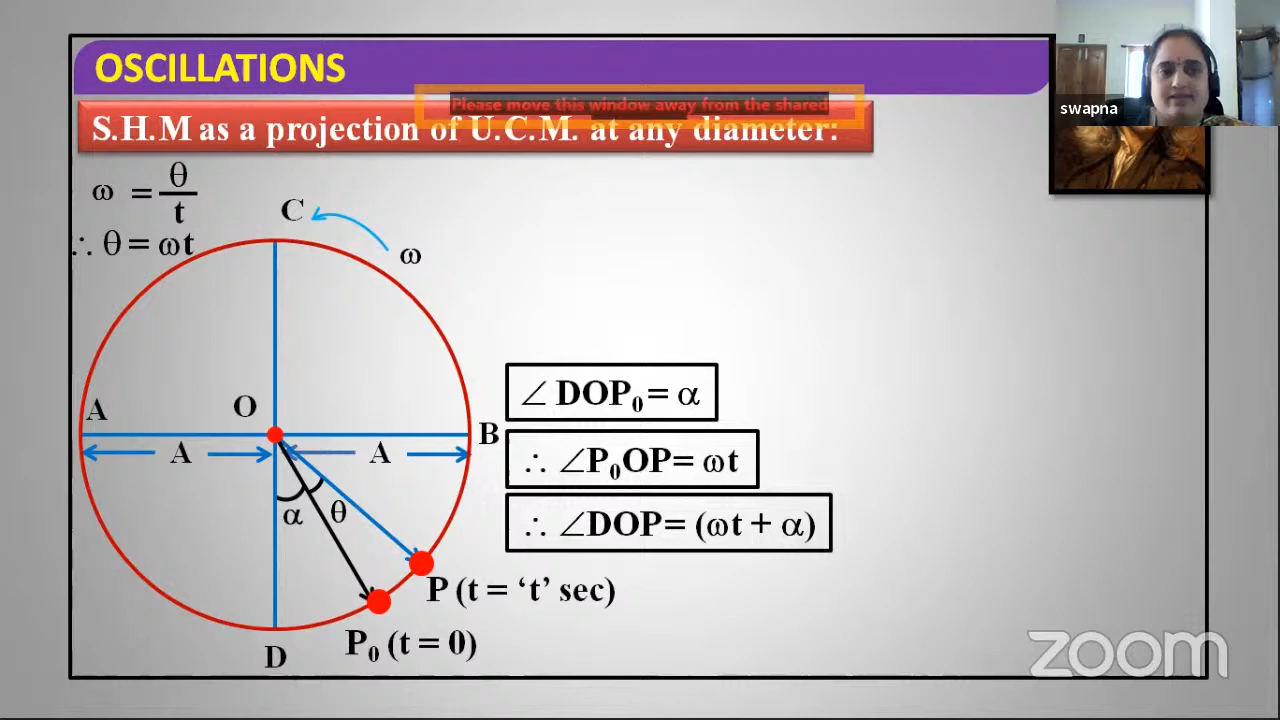 OSCILLATIONS
Please move this window away from the shared
S.H.M as a projection of U.C.M. at any diameter:
swapna
ω = θ/t
∴ θ = ωt
C
ω
A
O
B
A
A
α
θ
∠ DOP₀ = α
∴ ∠P₀OP= ωt
∴ ∠DOP= (ωt + α)
P (t = ‘t’ sec)
P₀ (t = 0)
D
zoom